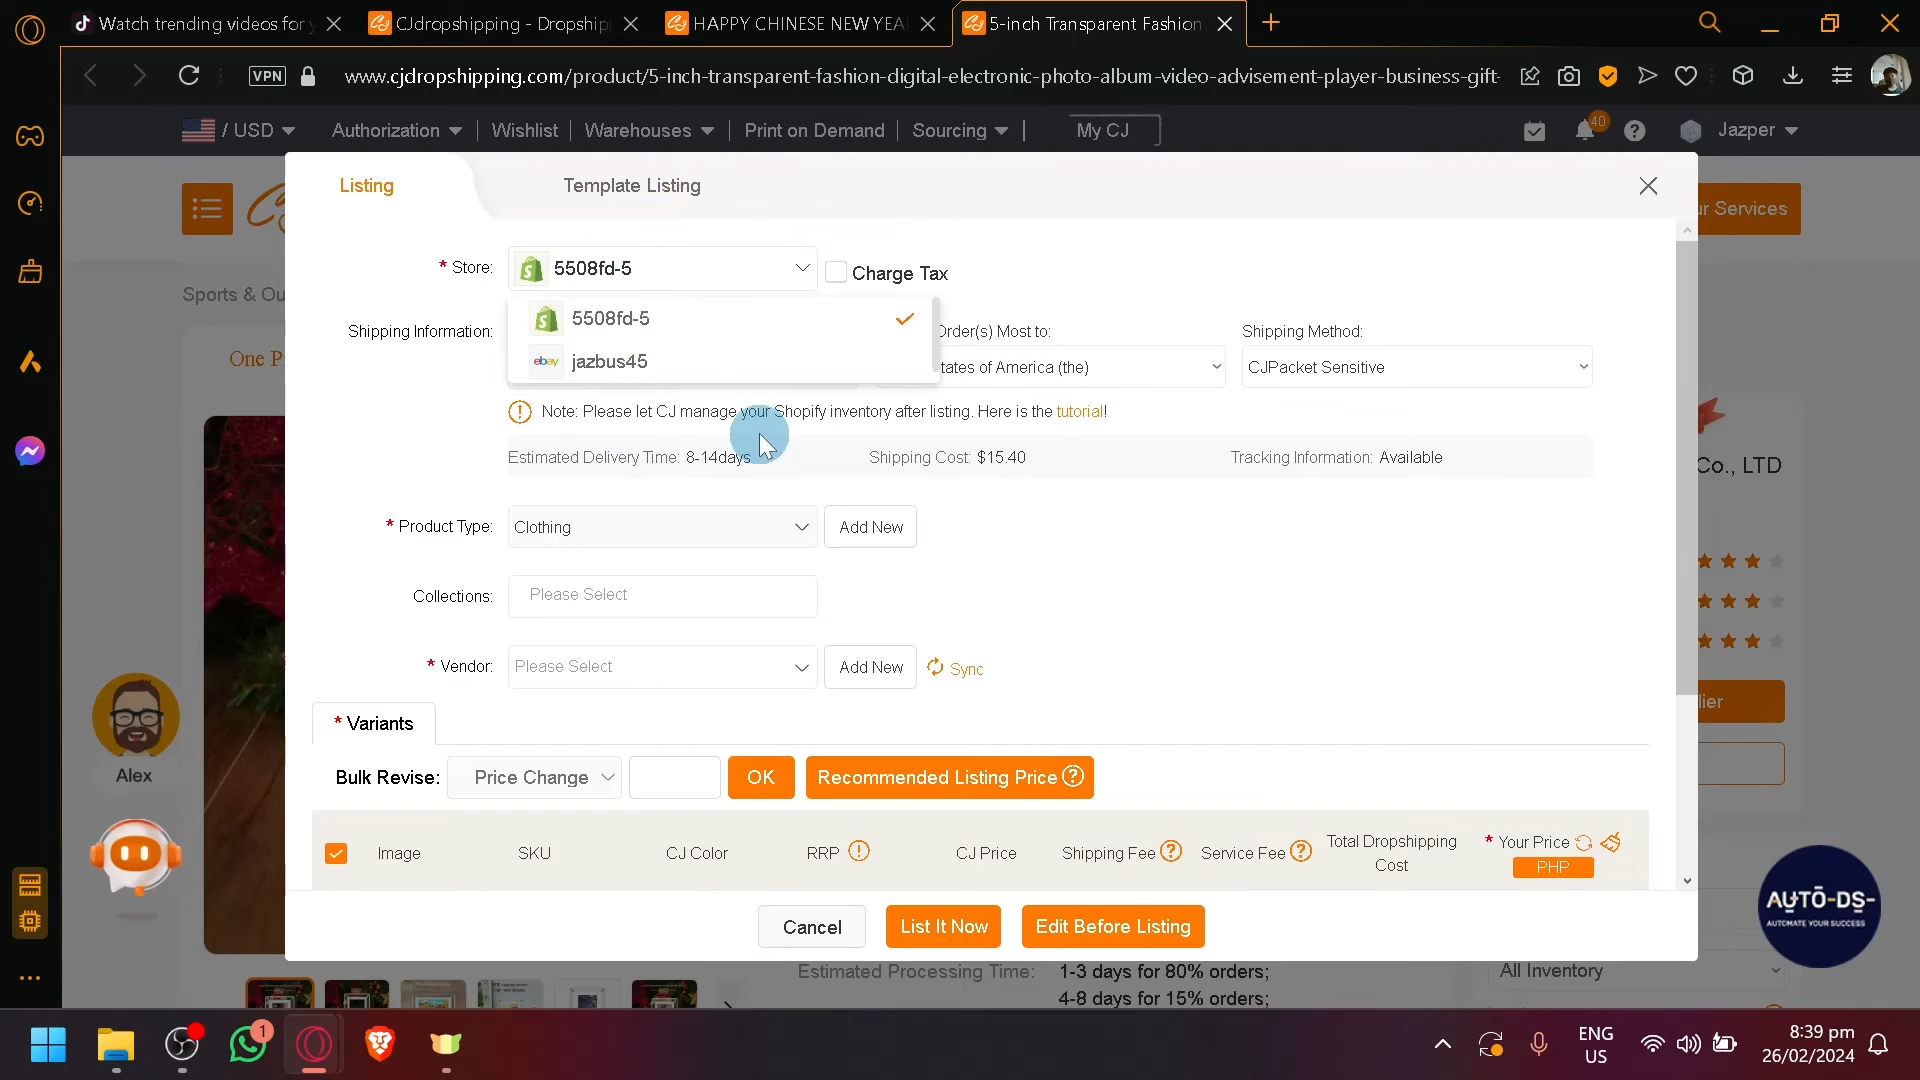 Watch trending videos for y
CJdropshipping - Dropship
HAPPY CHINESE NEW YEA
5-inch Transparent Fashion
VPN
www.cjdropshipping.com/product/5-inch-transparent-fashion-digital-electronic-photo-album-video-advisement-player-business-gift-
/ USD
Authorization
Wishlist
Warehouses
Print on Demand
Sourcing
My CJ
40
Jazper
Listing
Template Listing
ur Services
Sports & Ou
* Store:
5508fd-5
Charge Tax
5508fd-5
ebay jazbus45
Shipping Information:
Order(s) Most to:
Shipping Method:
tates of America (the)
CJPacket Sensitive
One P
Note: Please let CJ manage your Shopify inventory after listing. Here is the tutorial!
Estimated Delivery Time: 8-14days
Shipping Cost: $15.40
Tracking Information: Available
Co., LTD
* Product Type:
Clothing
Add New
Collections:
Please Select
* Vendor:
Please Select
Add New
Sync
lier
* Variants
Alex
Bulk Revise:
Price Change
OK
Recommended Listing Price
Image
SKU
CJ Color
RRP
CJ Price
Shipping Fee
Service Fee
Total Dropshipping
Cost
* Your Price
PHP
Cancel
List It Now
Edit Before Listing
AUTŌ-DS-
AUTOMATE YOUR SUCCESS
Estimated Processing Time:
1-3 days for 80% orders;
4-8 days for 15% orders;
All Inventory
1
ENG
US
8:39 pm
26/02/2024